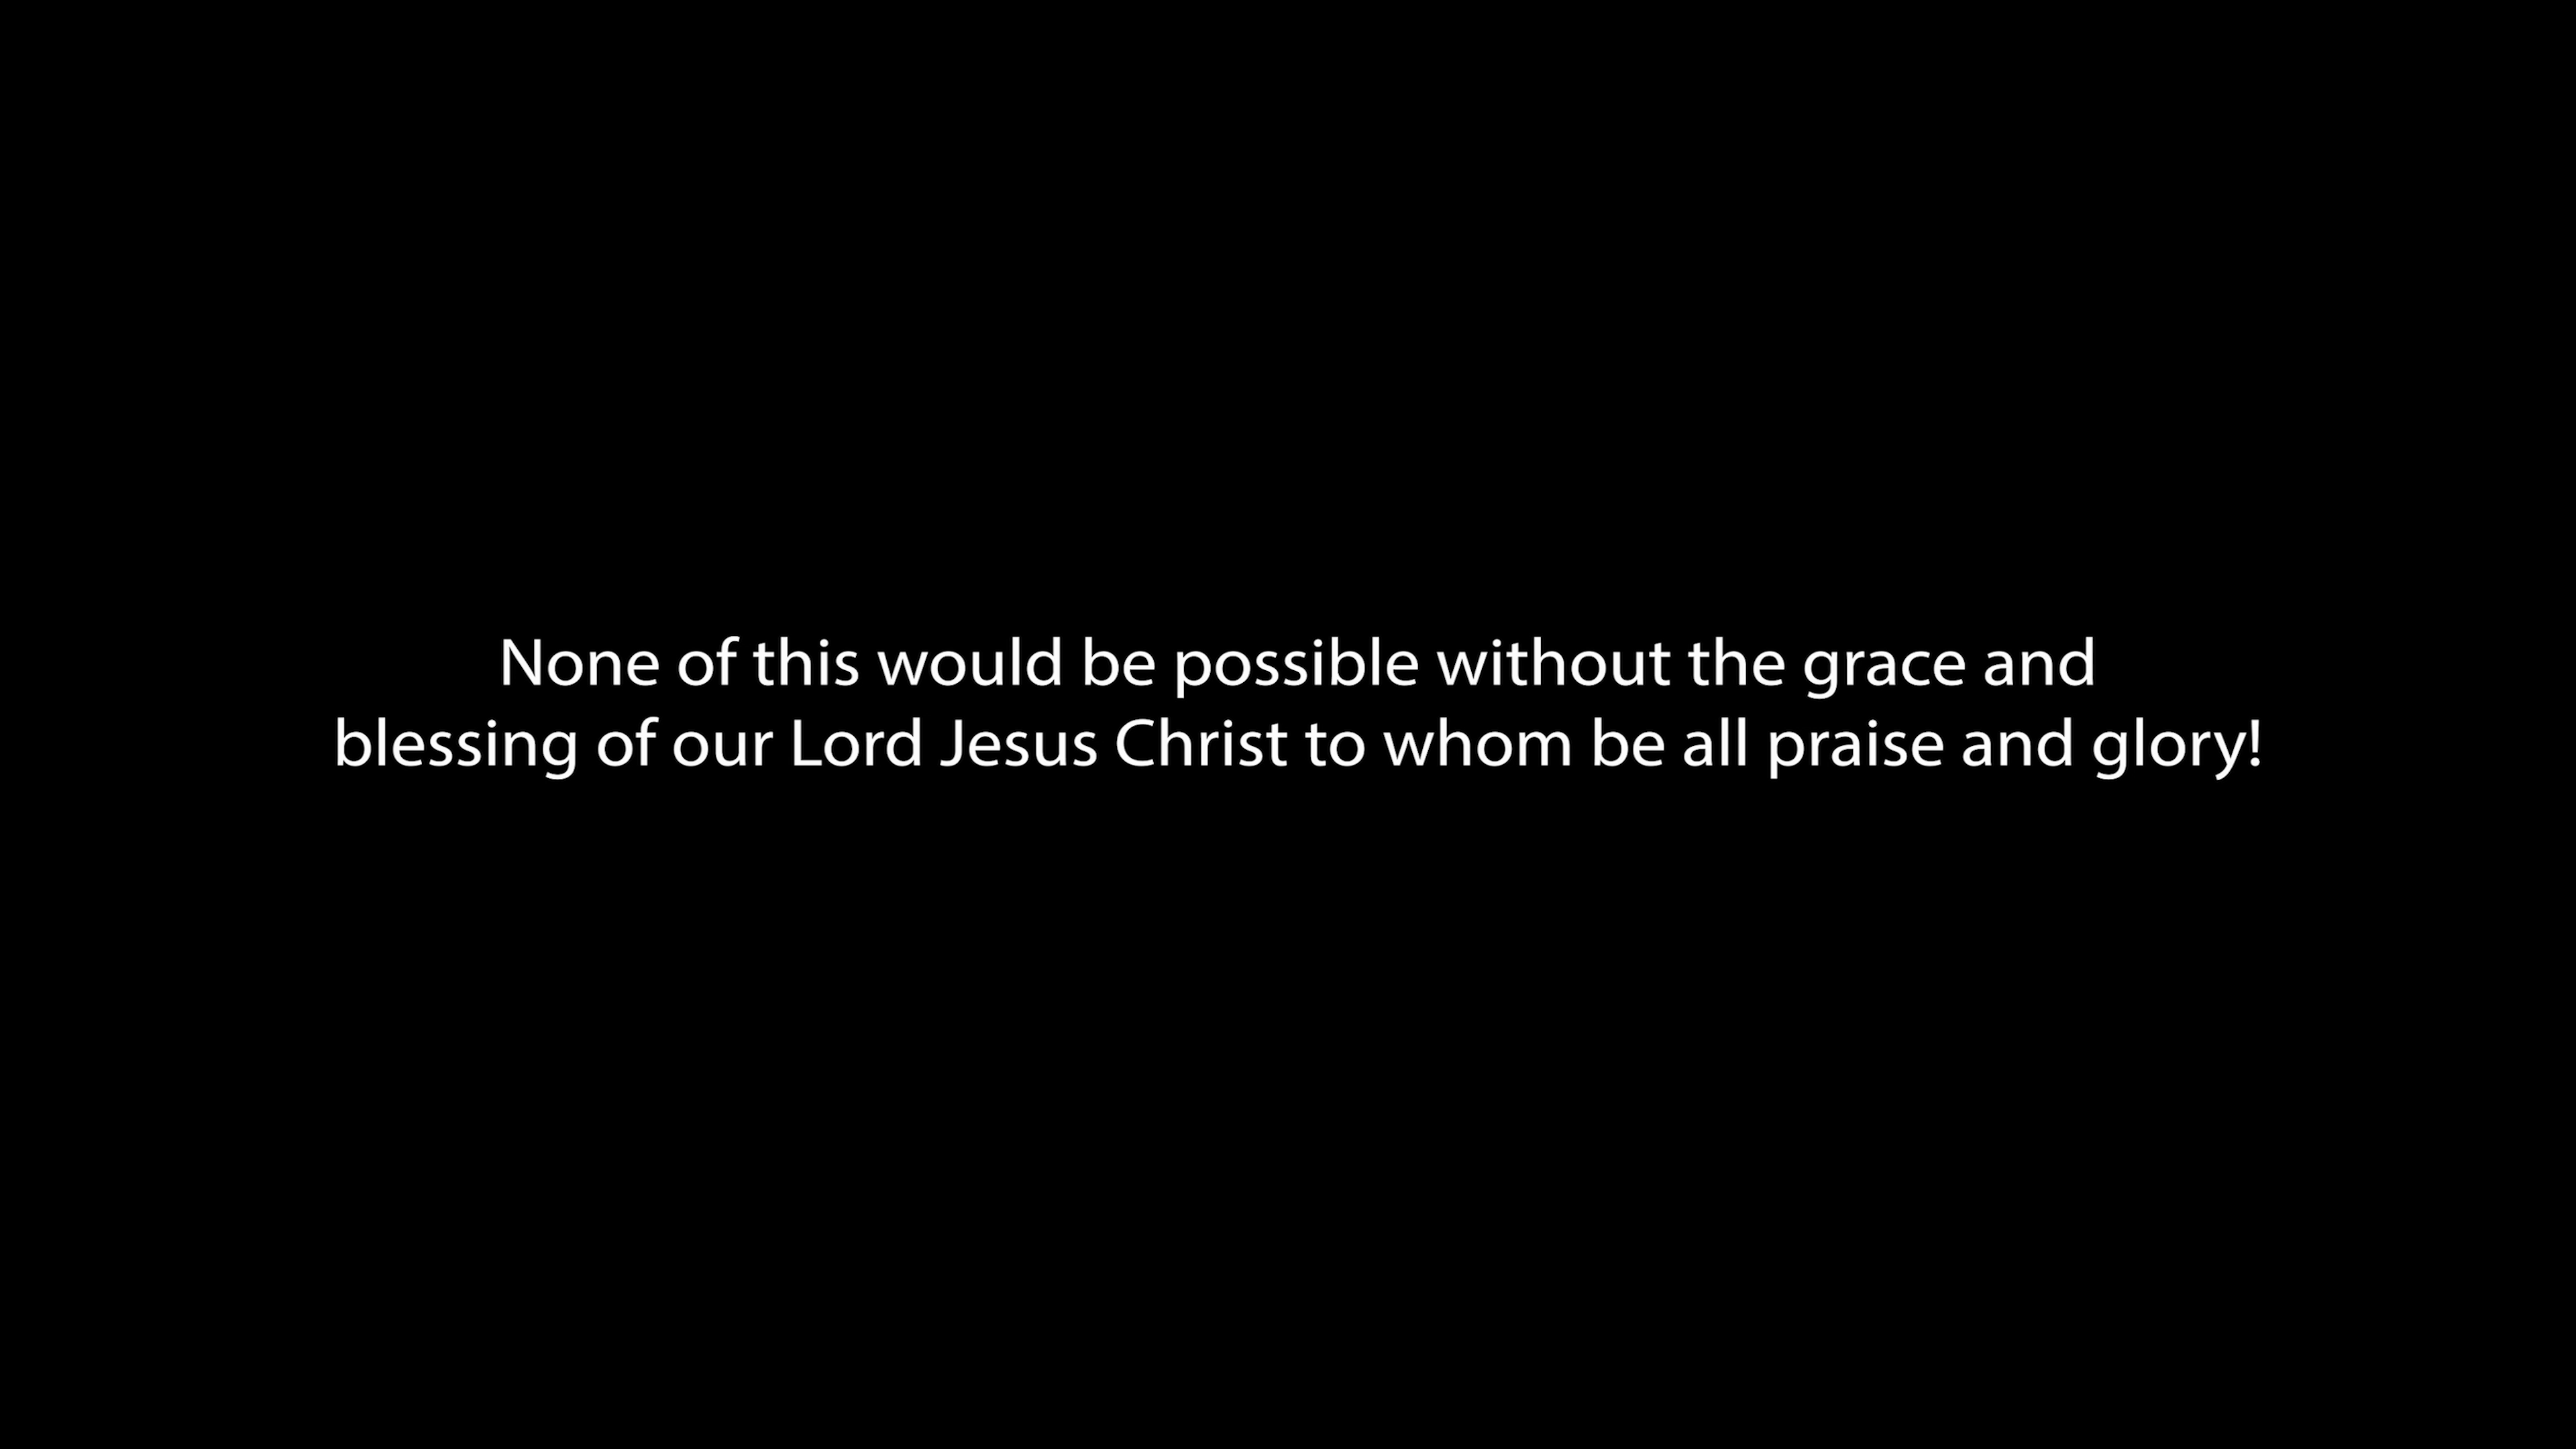 None of this would be possible without the grace and
blessing of our Lord Jesus Christ to whom be all praise and glory!